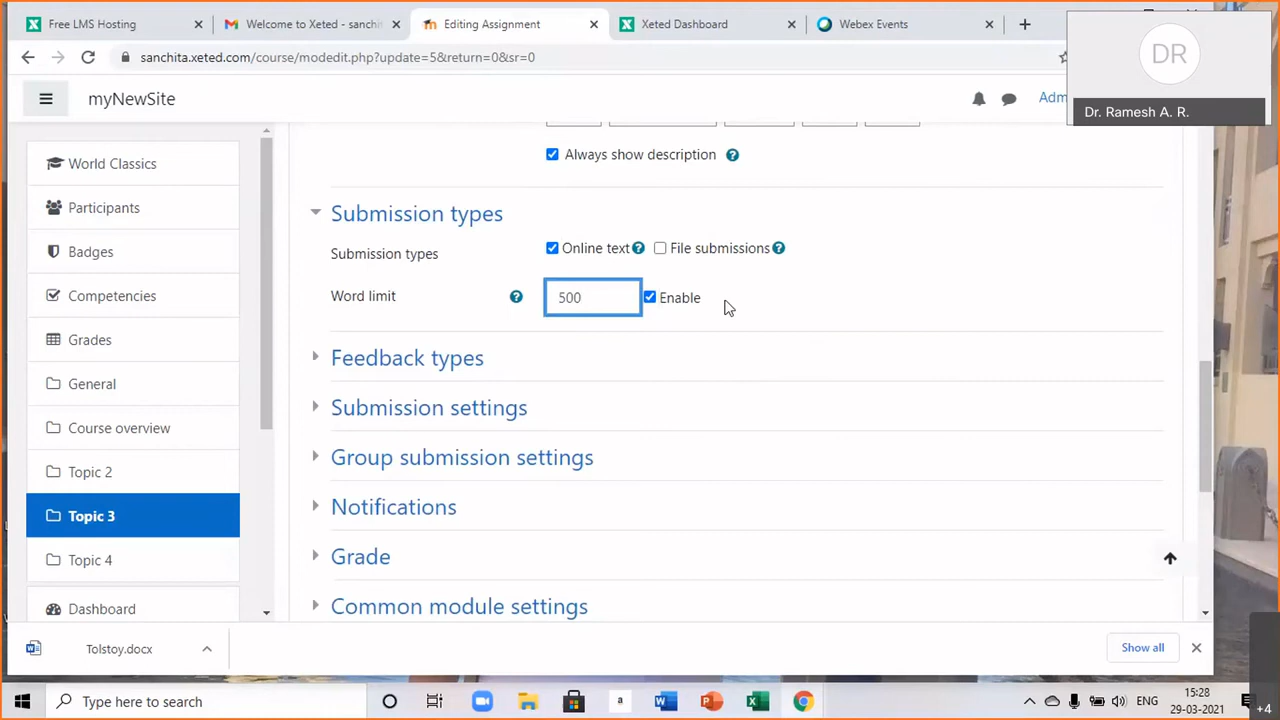 Free LMS Hosting
Welcome to Xeted - sanchit
Editing Assignment
Xeted Dashboard
Webex Events
sanchita.xeted.com/course/modedit.php?update=5&return=0&sr=0
DR
Dr. Ramesh A. R.
myNewSite
Adm
World Classics
Participants
Badges
Competencies
Grades
General
Course overview
Topic 2
Topic 3
Topic 4
Dashboard
Always show description
Submission types
Submission types
Online text
File submissions
Word limit
500
Enable
Feedback types
Submission settings
Group submission settings
Notifications
Grade
Common module settings
Tolstoy.docx
Show all
Type here to search
a
ENG
15:28
29-03-2021
+4